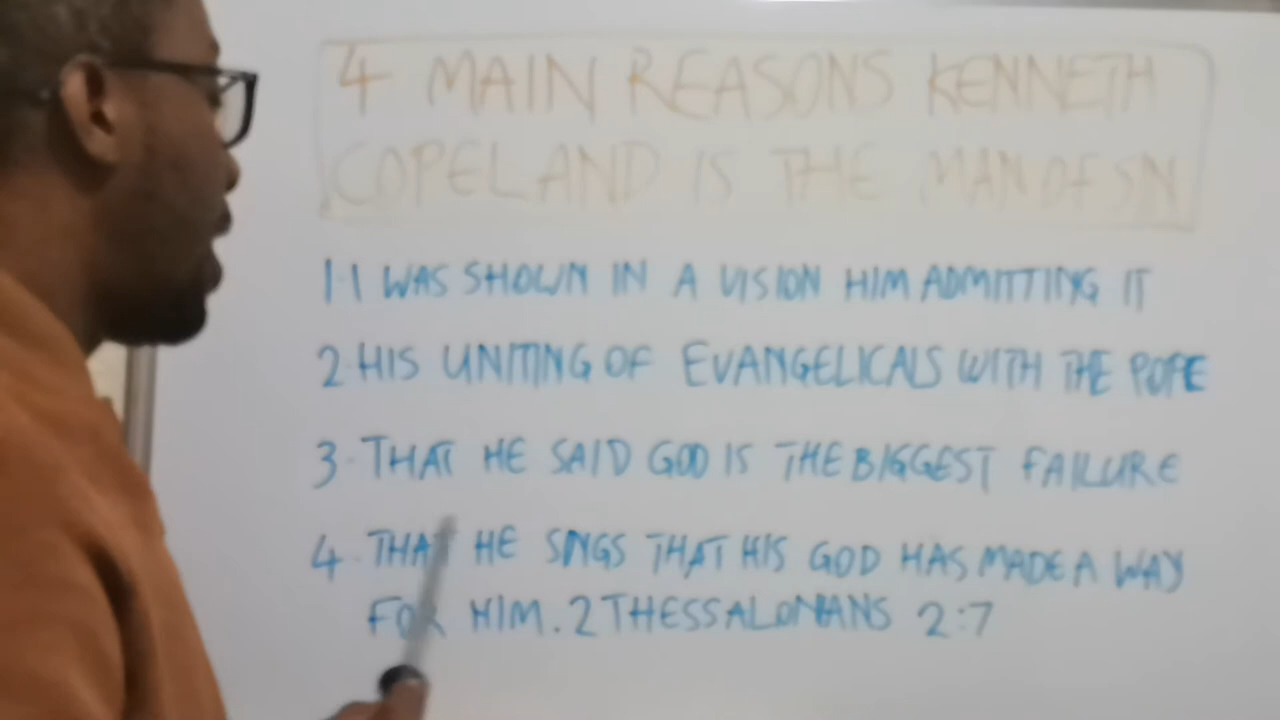 4 MAIN REASONS KENNETH
COPELAND IS THE MAN OF SIN
1. I WAS SHOWN IN A VISION HIM ADMITTING IT
2. HIS UNITING OF EVANGELICALS WITH THE POPE
3. THAT HE SAID GOD IS THE BIGGEST FAILURE
4. THAT HE SINGS THAT HIS GOD HAS MADE A WAY
FOR HIM. 2 THESSALONIANS 2:7